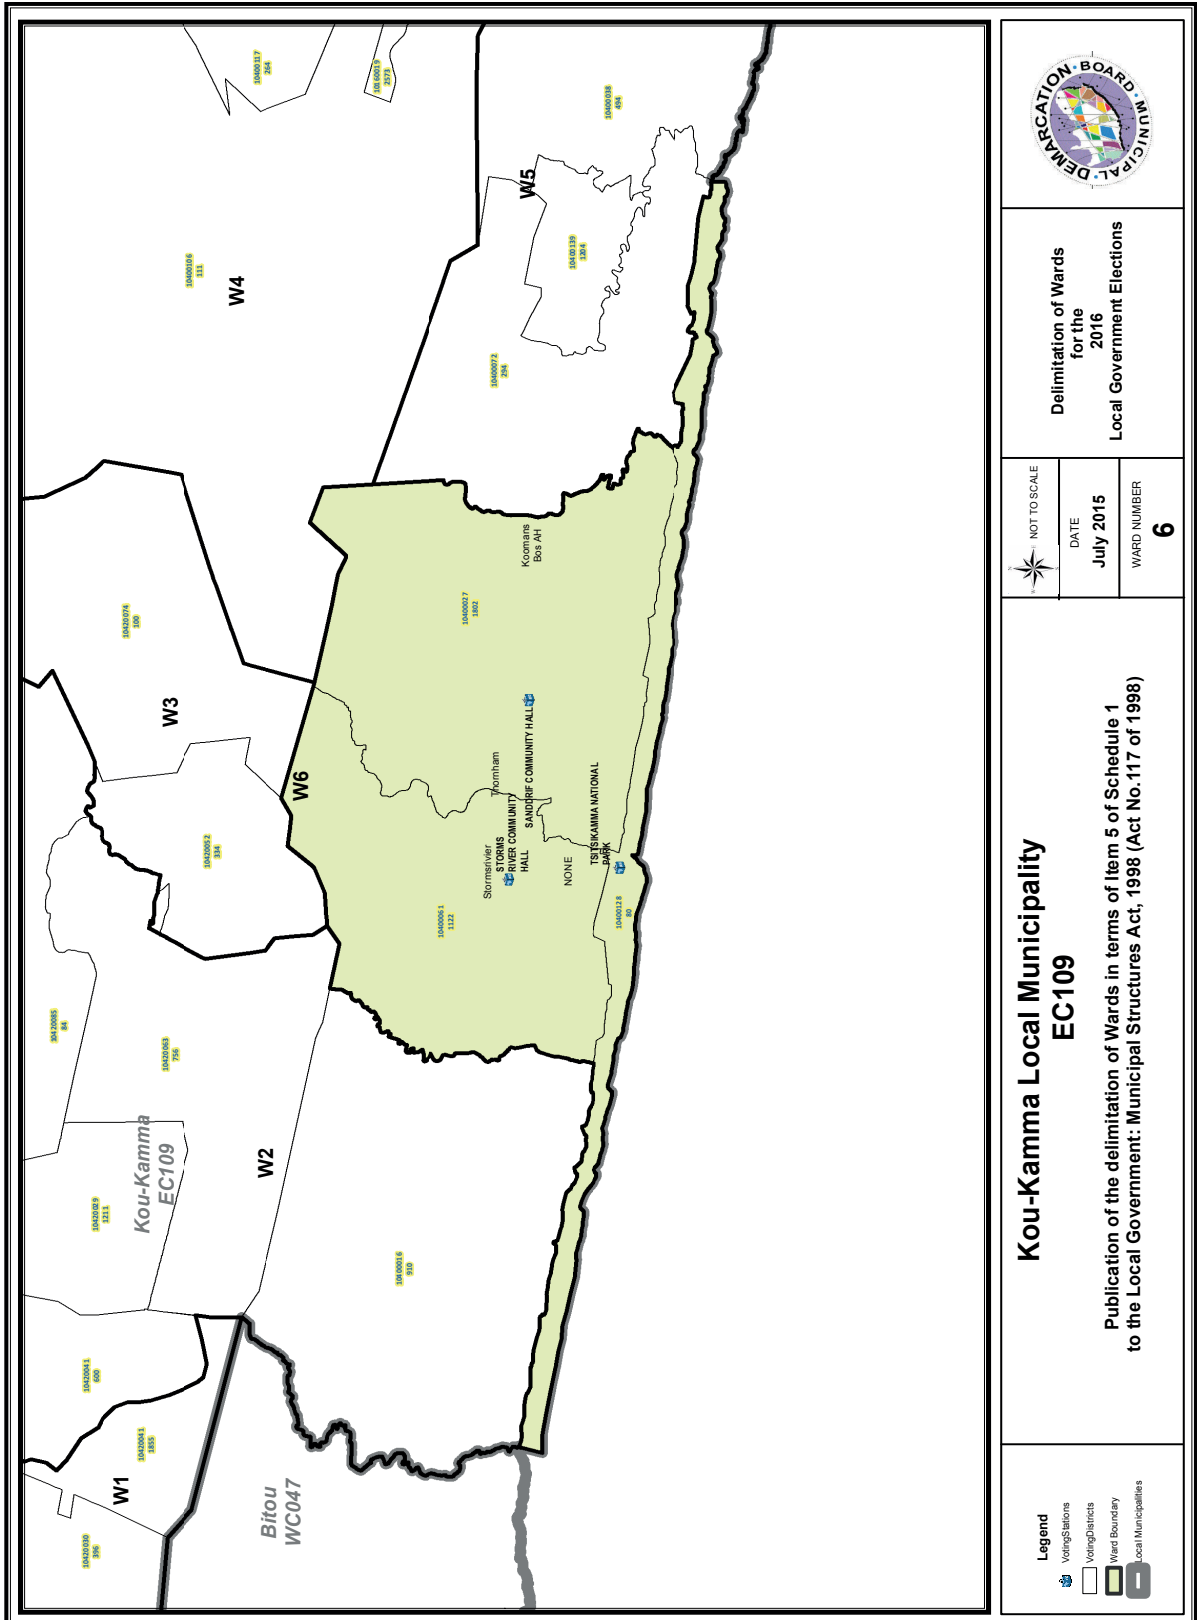 10400117
264
10160019
2573
10400038
494
W5
10400106
111
W4
10400139
1204
10400072
294
10420074
100
W3
Koomans
Bos AH
10400027
1802
W6
10420052
334
Thornham
SANDDRIF COMMUNITY HALL
Stormsrivier
STORMS
RIVER COMMUNITY
HALL
NONE
TSITSIKAMMA NATIONAL
PARK
10400061
1122
10400128
80
10420085
84
10420063
756
Kou-Kamma
EC109
W2
10420029
1211
10400016
910
10420041
600
10420041
1855
W1
10420030
396
Bitou
WC047
MUNICIPAL • DEMARCATION • BOARD •
Delimitation of Wards
for the
2016
Local Government Elections
N
E
S
W
NOT TO SCALE
DATE
July 2015
WARD NUMBER
6
Kou-Kamma Local Municipality
EC109
Publication of the delimitation of Wards in terms of Item 5 of Schedule 1
to the Local Government: Municipal Structures Act, 1998 (Act No.117 of 1998)
Legend
VotingStations
VotingDistricts
Ward Boundary
Local Municipalities